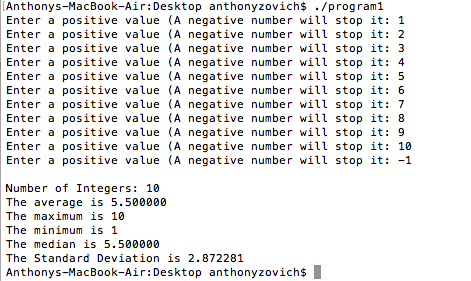 [Anthonys-MacBook-Air:Desktop anthonyzovich$ ./program1
Enter a positive value (A negative number will stop it: 1
Enter a positive value (A negative number will stop it: 2
Enter a positive value (A negative number will stop it: 3
Enter a positive value (A negative number will stop it: 4
Enter a positive value (A negative number will stop it: 5
Enter a positive value (A negative number will stop it: 6
Enter a positive value (A negative number will stop it: 7
Enter a positive value (A negative number will stop it: 8
Enter a positive value (A negative number will stop it: 9
Enter a positive value (A negative number will stop it: 10
Enter a positive value (A negative number will stop it: -1
Number of Integers: 10
The average is 5.500000
The maximum is 10
The minimum is 1
The median is 5.500000
The Standard Deviation is 2.872281
Anthonys-MacBook-Air:Desktop anthonyzovich$